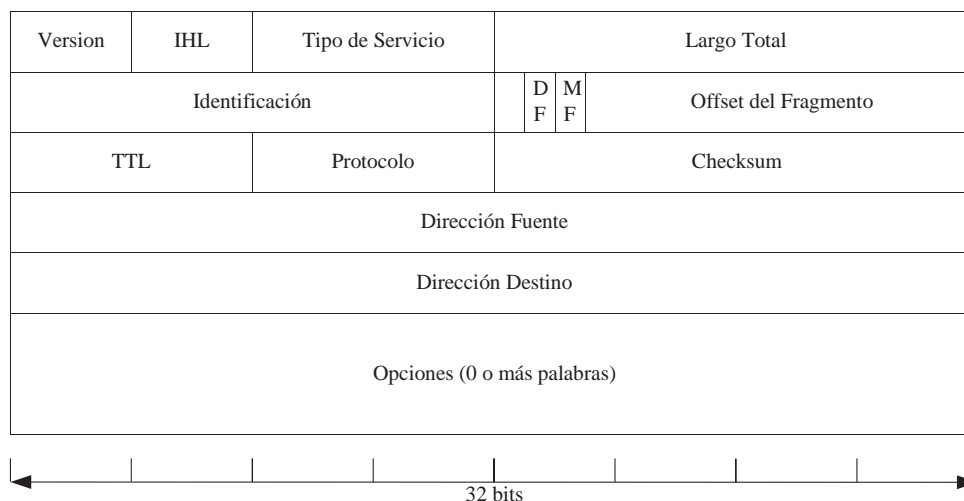 Version IHL Tipo de Servicio Largo Total
Identificación D F M F Offset del Fragmento
TTL Protocolo Checksum
Dirección Fuente
Dirección Destino
Opciones (0 o más palabras)
32 bits